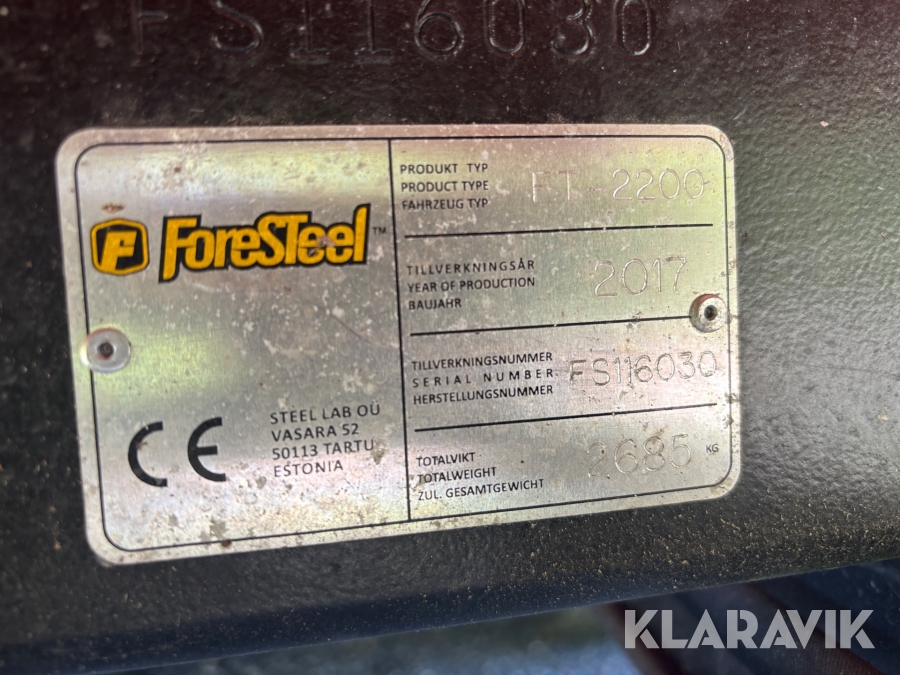 FS116030
F ForeSTeel™
STEEL LAB OÜ
VASARA 52
50113 TARTU
ESTONIA
CE
PRODUKT TYP
PRODUCT TYPE
FAHRZEUG TYP
FT-2200
TILLVERKNINGSÅR
YEAR OF PRODUCTION
BAUJAHR
2017
TILLVERKNINGSNUMMER
SERIAL NUMBER
HERSTELLUNGSNUMMER
FS116030
TOTALVIKT
TOTALWEIGHT
ZUL. GESAMTGEWICHT
2685 KG
KLARAVIK